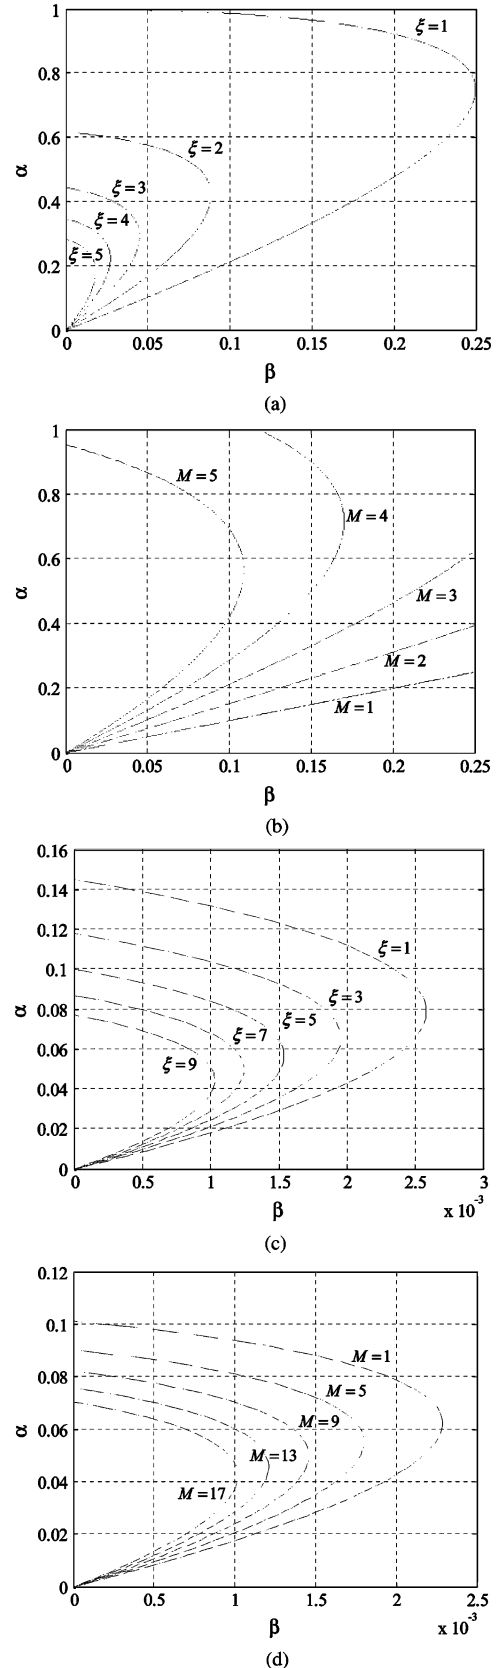 1
ξ=1
0.8
0.6
ξ=2
α
ξ=3
0.4
ξ=4
ξ=5
0.2
0
0 0.05 0.1 0.15 0.2 0.25
β
(a)
1
M=5
0.8
M=4
0.6
α
M=3
0.4
M=2
0.2
M=1
0
0 0.05 0.1 0.15 0.2 0.25
β
(b)
0.16
0.14
0.12
ξ=1
0.1
α
ξ=3
0.08
ξ=5
ξ=7
0.06
ξ=9
0.04
0.02
0
0 0.5 1 1.5 2 2.5 3
β x 10⁻³
(c)
0.12
0.1
M=1
0.08
M=5
α
M=9
0.06
M=13
0.04
M=17
0.02
0
0 0.5 1 1.5 2 2.5
β x 10⁻³
(d)